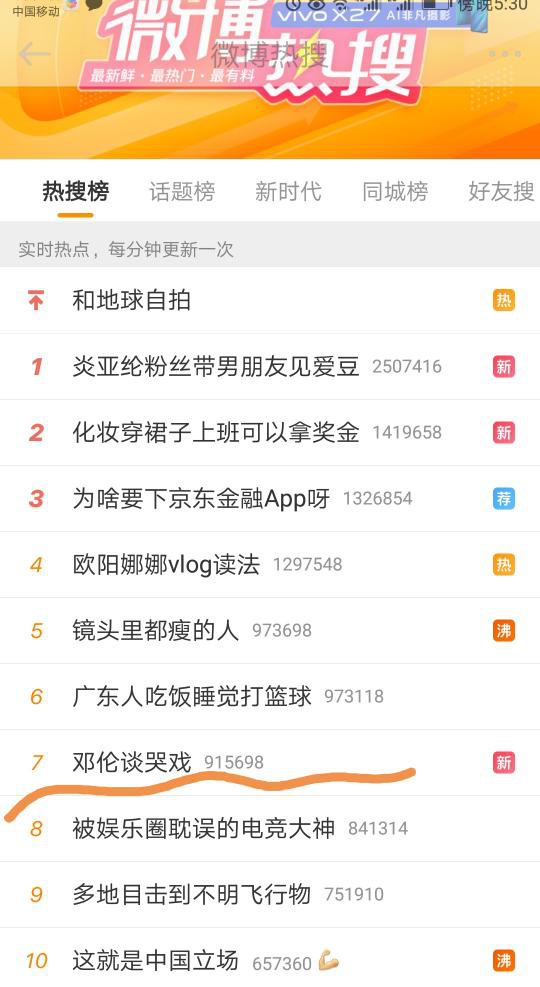 中国移动
傍晚5:30
微博
vivo X27 AI非凡摄影
微博热搜
最新鲜·最热门·最有料
热搜
热搜榜 话题榜 新时代 同城榜 好友搜
实时热点，每分钟更新一次
和地球自拍 热
1 炎亚纶粉丝带男朋友见爱豆 2507416 新
2 化妆穿裙子上班可以拿奖金 1419658 新
3 为啥要下京东金融App呀 1326854 荐
4 欧阳娜娜vlog读法 1297548 热
5 镜头里都瘦的人 973698 沸
6 广东人吃饭睡觉打篮球 973118
7 邓伦谈哭戏 915698 新
8 被娱乐圈耽误的电竞大神 841314
9 多地目击到不明飞行物 751910
10 这就是中国立场 657360 💪🏼 沸